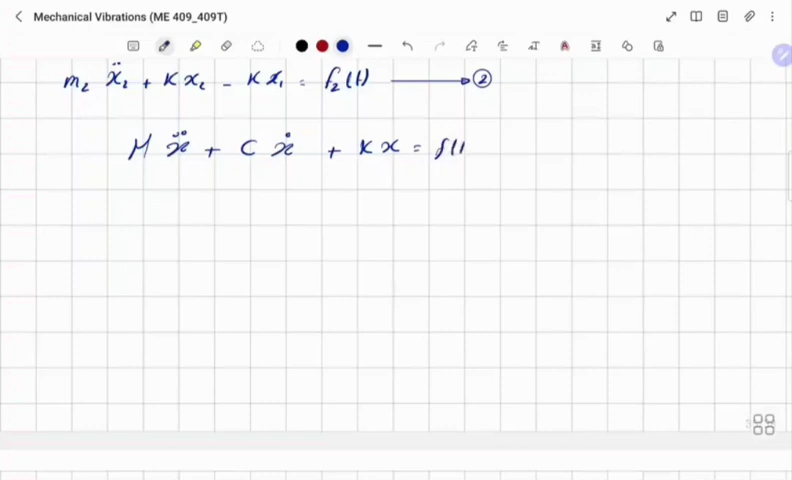 Mechanical Vibrations (ME 409_409T)
m₂ ẍ₂ + K x₂ - K x₁ = f₂(t) ⟶ ②
M ẍ + C ẋ + K x = f(t